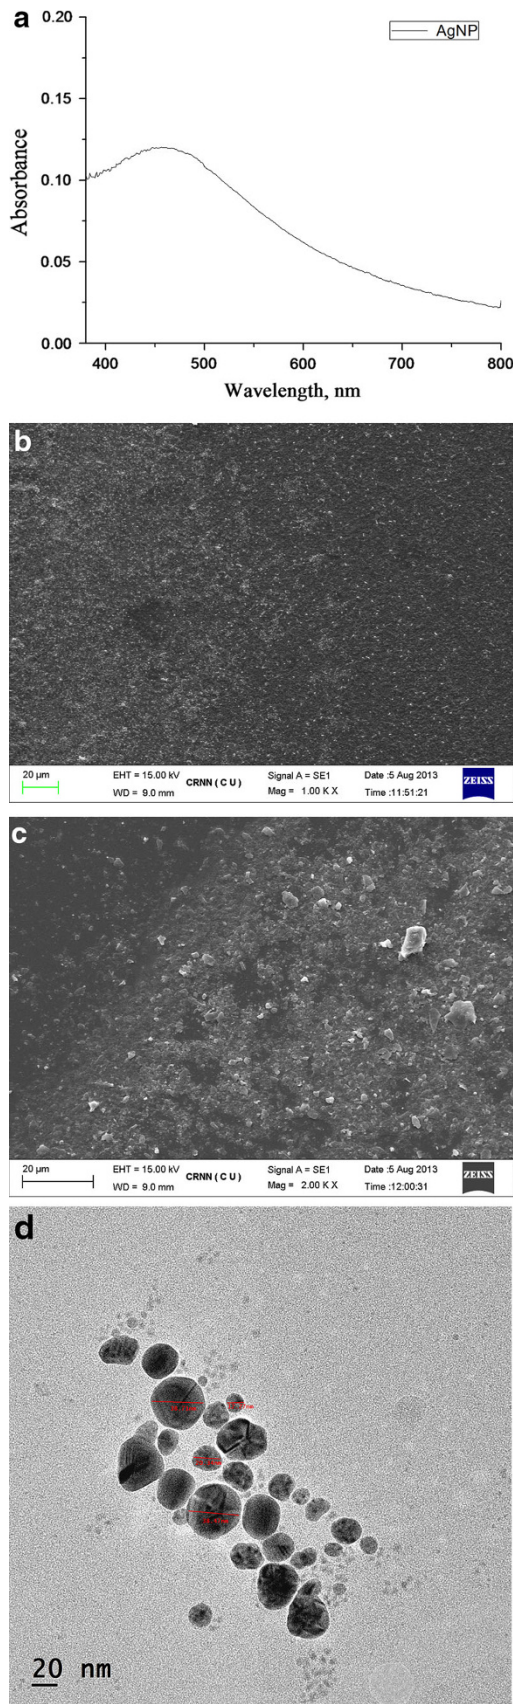 a
AgNP
0.20
0.15
0.10
0.05
0.00
Absorbance
400 500 600 700 800
Wavelength, nm
b
20 µm
EHT = 15.00 kV
WD = 9.0 mm
CRNN ( C U )
Signal A = SE1
Mag = 1.00 K X
Date :5 Aug 2013
Time :11:51:21
ZEISS
c
20 µm
EHT = 15.00 kV
WD = 9.0 mm
CRNN ( C U )
Signal A = SE1
Mag = 2.00 K X
Date :5 Aug 2013
Time :12:00:31
ZEISS
d
20 nm